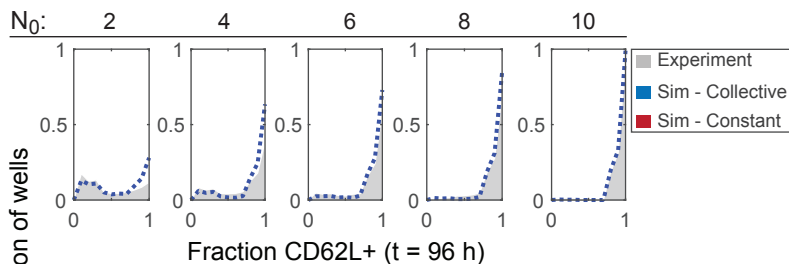 N₀: 2 4 6 8 10
1 1 1 1 1
Experiment
Sim - Collective
Sim - Constant
0.5 0.5 0.5 0.5 0.5
0 0 0 0 0
0 1 0 1 0 1 0 1 0 1
on of wells
Fraction CD62L+ (t = 96 h)